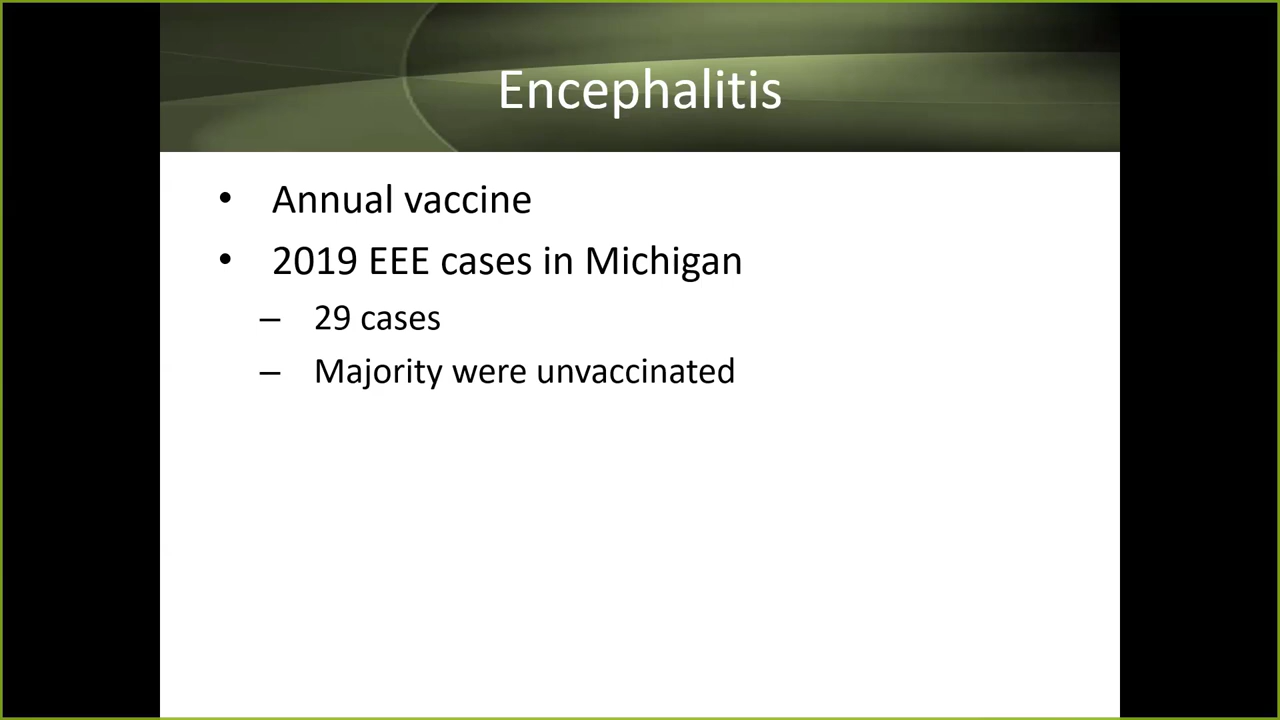 Encephalitis
• Annual vaccine
• 2019 EEE cases in Michigan
– 29 cases
– Majority were unvaccinated